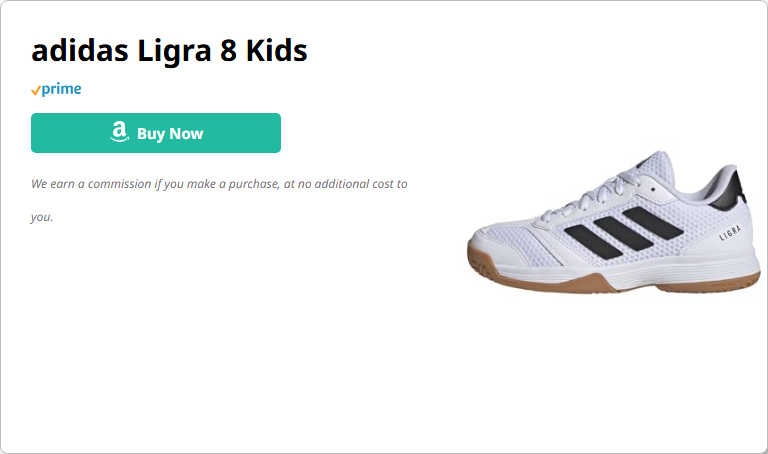 adidas Ligra 8 Kids
prime
Buy Now
We earn a commission if you make a purchase, at no additional cost to
you.
LIGRA